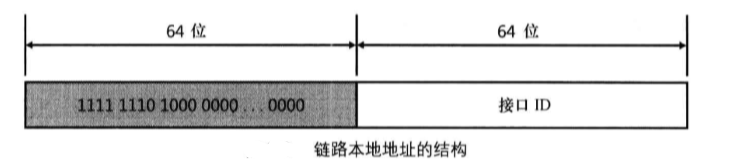 64 位 64 位
1111 1110 1000 0000 . . . 0000 接口 ID
链路本地地址的结构